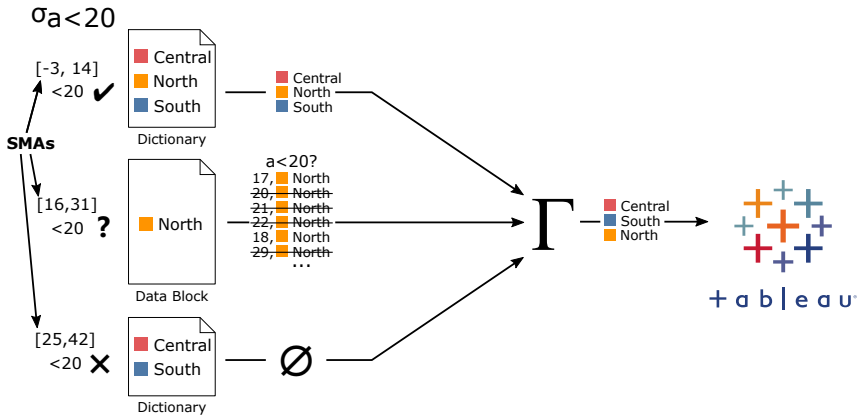 σa<20
[-3, 14]
<20 ✔
Central
North
South
Dictionary
Central
North
South
SMAs
[16,31]
<20 ?
North
Data Block
a<20?
17, North
20, North
21, North
22, North
18, North
29, North
...
Γ
Central
South
North
+ableau®
[25,42]
<20 ×
Central
South
Dictionary
∅